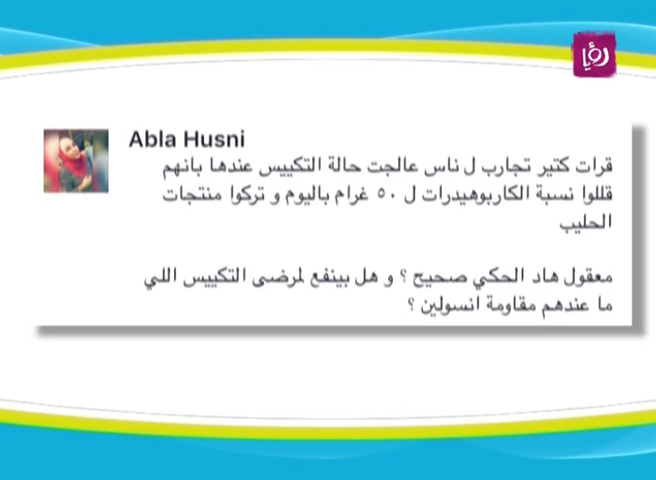 رؤيا
Abla Husni
قرات كتير تجارب ل ناس عالجت حالة التكييس عندها بانهم
قللوا نسبة الكاربوهيدرات ل ٥٠ غرام باليوم و تركوا منتجات
الحليب
معقول هاد الحكي صحيح ؟ و هل بينفع لمرضى التكييس اللي
ما عندهم مقاومة انسولين ؟